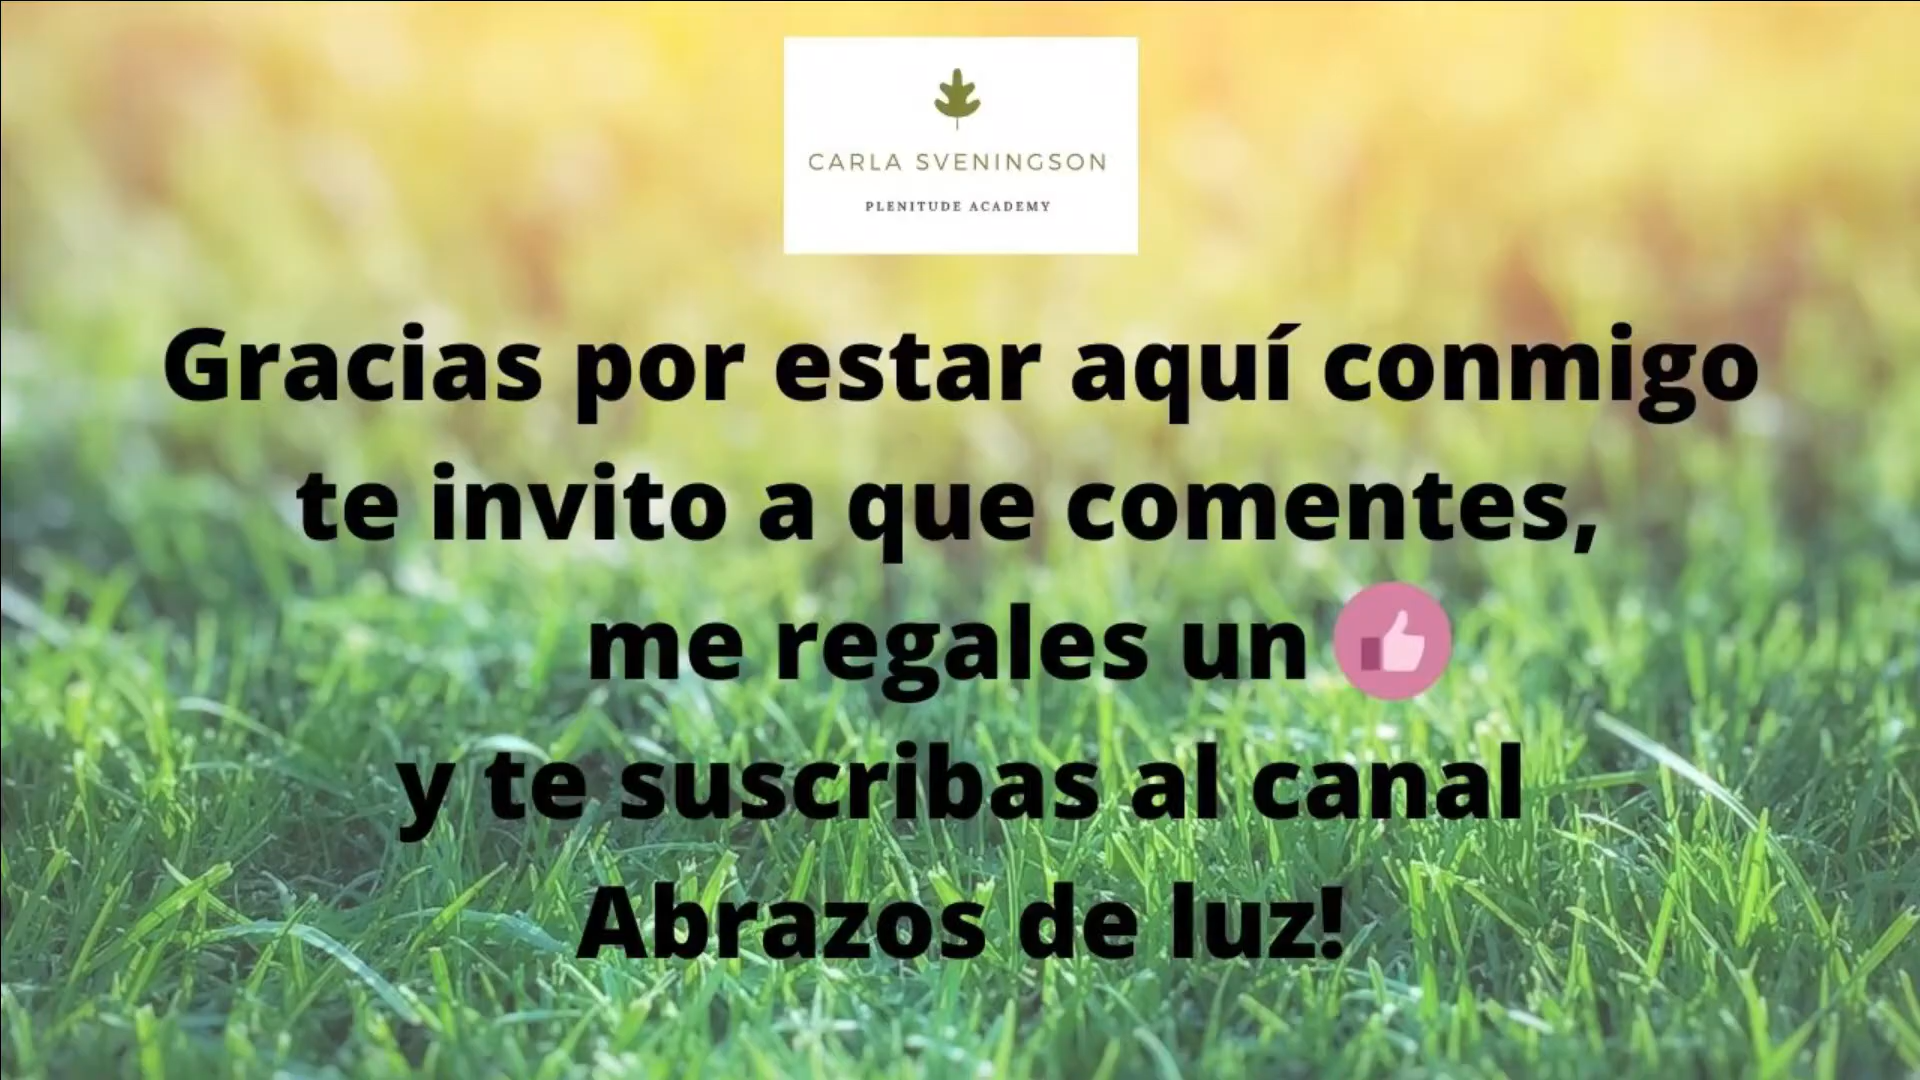 CARLA SVENINGSON
PLENITUDE ACADEMY
Gracias por estar aquí conmigo
te invito a que comentes,
me regales un
y te suscribas al canal
Abrazos de luz!